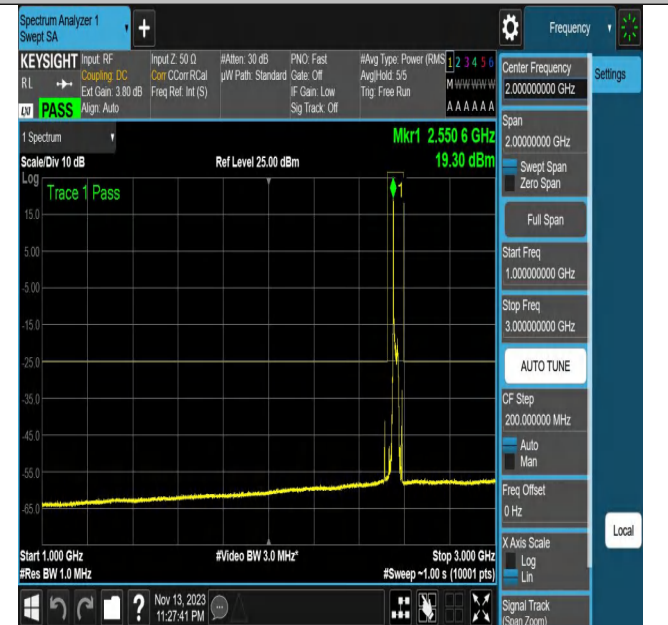 Spectrum Analyzer 1
Swept SA
Frequency
KEYSIGHT
RL
LXI
PASS
Input: RF
Coupling: DC
Ext Gain: 3.80 dB
Align: Auto
Input Z: 50 Ω
Corr CCorr RCal
Freq Ref: Int (S)
#Atten: 30 dB
µW Path: Standard
PNO: Fast
Gate: Off
IF Gain: Low
Sig Track: Off
#Avg Type: Power (RMS
Avg|Hold: 5/5
Trig: Free Run
1 2 3 4 5 6
M W W W W W
A A A A A A
1 Spectrum
Scale/Div 10 dB
Ref Level 25.00 dBm
Mkr1 2.550 6 GHz
19.30 dBm
Log
Trace 1 Pass
1
15.0
5.00
-5.00
-15.0
-25.0
-35.0
-45.0
-55.0
-65.0
Start 1.000 GHz
#Video BW 3.0 MHz*
Stop 3.000 GHz
#Res BW 1.0 MHz
#Sweep ~1.00 s (10001 pts)
?
Nov 13, 2023
11:27:41 PM
Center Frequency
2.00000000 GHz
Settings
Span
2.00000000 GHz
Swept Span
Zero Span
Full Span
Start Freq
1.000000000 GHz
Stop Freq
3.000000000 GHz
AUTO TUNE
CF Step
200.000000 MHz
Auto
Man
Freq Offset
0 Hz
X Axis Scale
Log
Lin
Local
Signal Track
(Span Zoom)